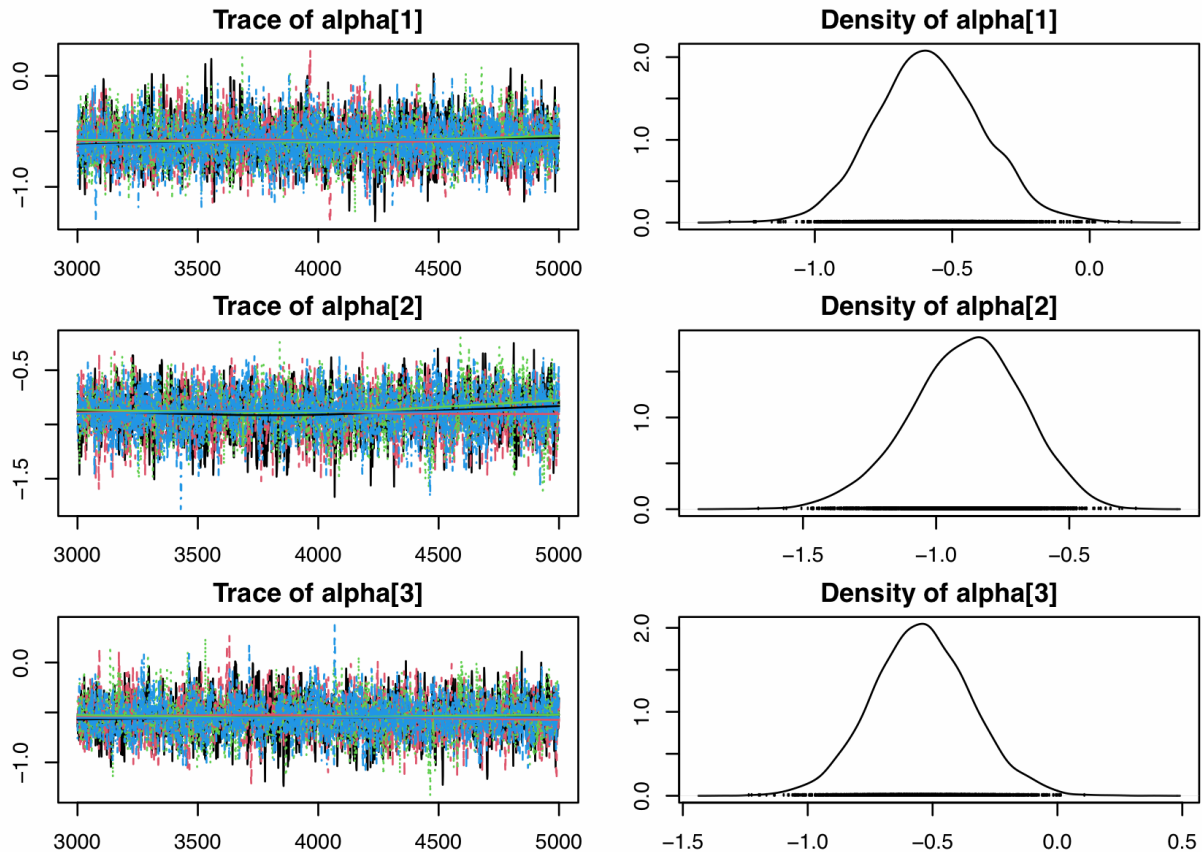 Trace of alpha[1]
0.0
−1.0
3000 3500 4000 4500 5000
Density of alpha[1]
2.0
1.0
0.0
−1.0 −0.5 0.0
Trace of alpha[2]
−0.5
−1.5
3000 3500 4000 4500 5000
Density of alpha[2]
1.0
0.0
−1.5 −1.0 −0.5
Trace of alpha[3]
0.0
−1.0
3000 3500 4000 4500 5000
Density of alpha[3]
2.0
1.0
0.0
−1.5 −1.0 −0.5 0.0 0.5